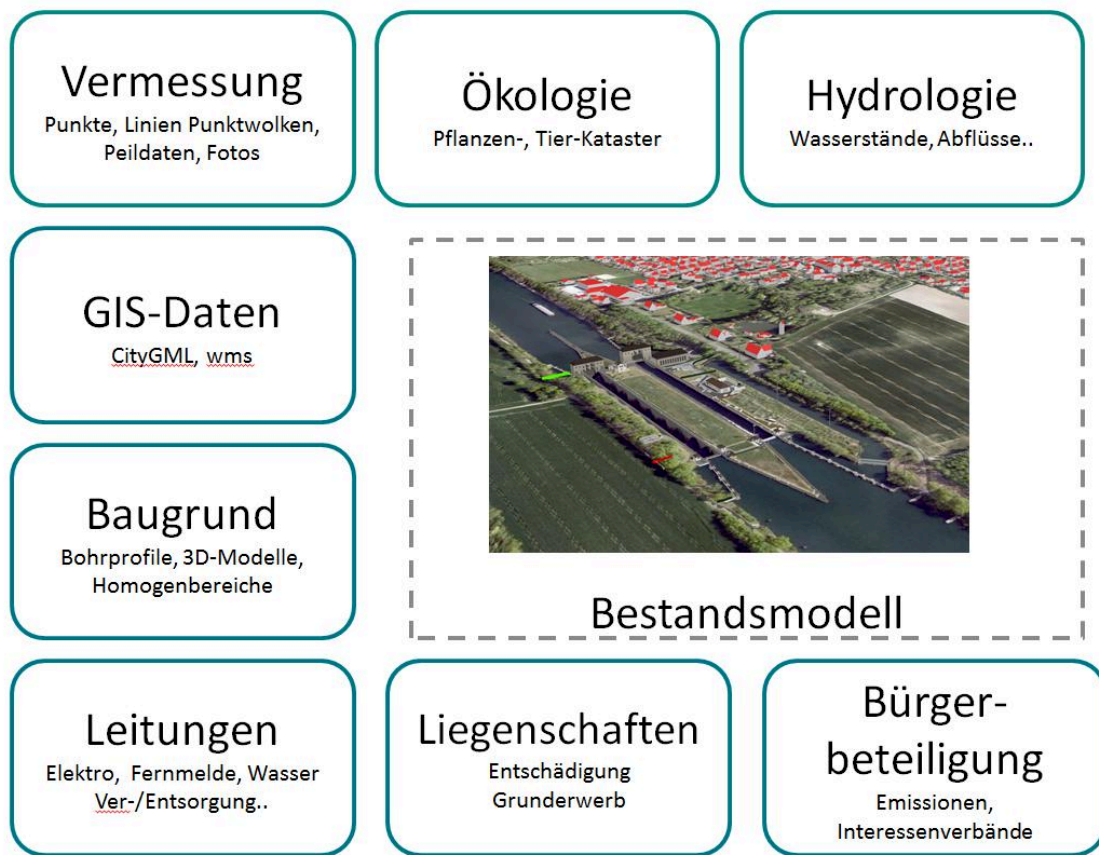 Vermessung
Punkte, Linien Punktwolken,
Peildaten, Fotos
Ökologie
Pflanzen-, Tier-Kataster
Hydrologie
Wasserstände, Abflüsse..
GIS-Daten
CityGML, wms
Baugrund
Bohrprofile, 3D-Modelle,
Homogenbereiche
Bestandsmodell
Leitungen
Elektro, Fernmelde, Wasser
Ver-/Entsorgung..
Liegenschaften
Entschädigung
Grunderwerb
Bürger-
beteiligung
Emissionen,
Interessenverbände